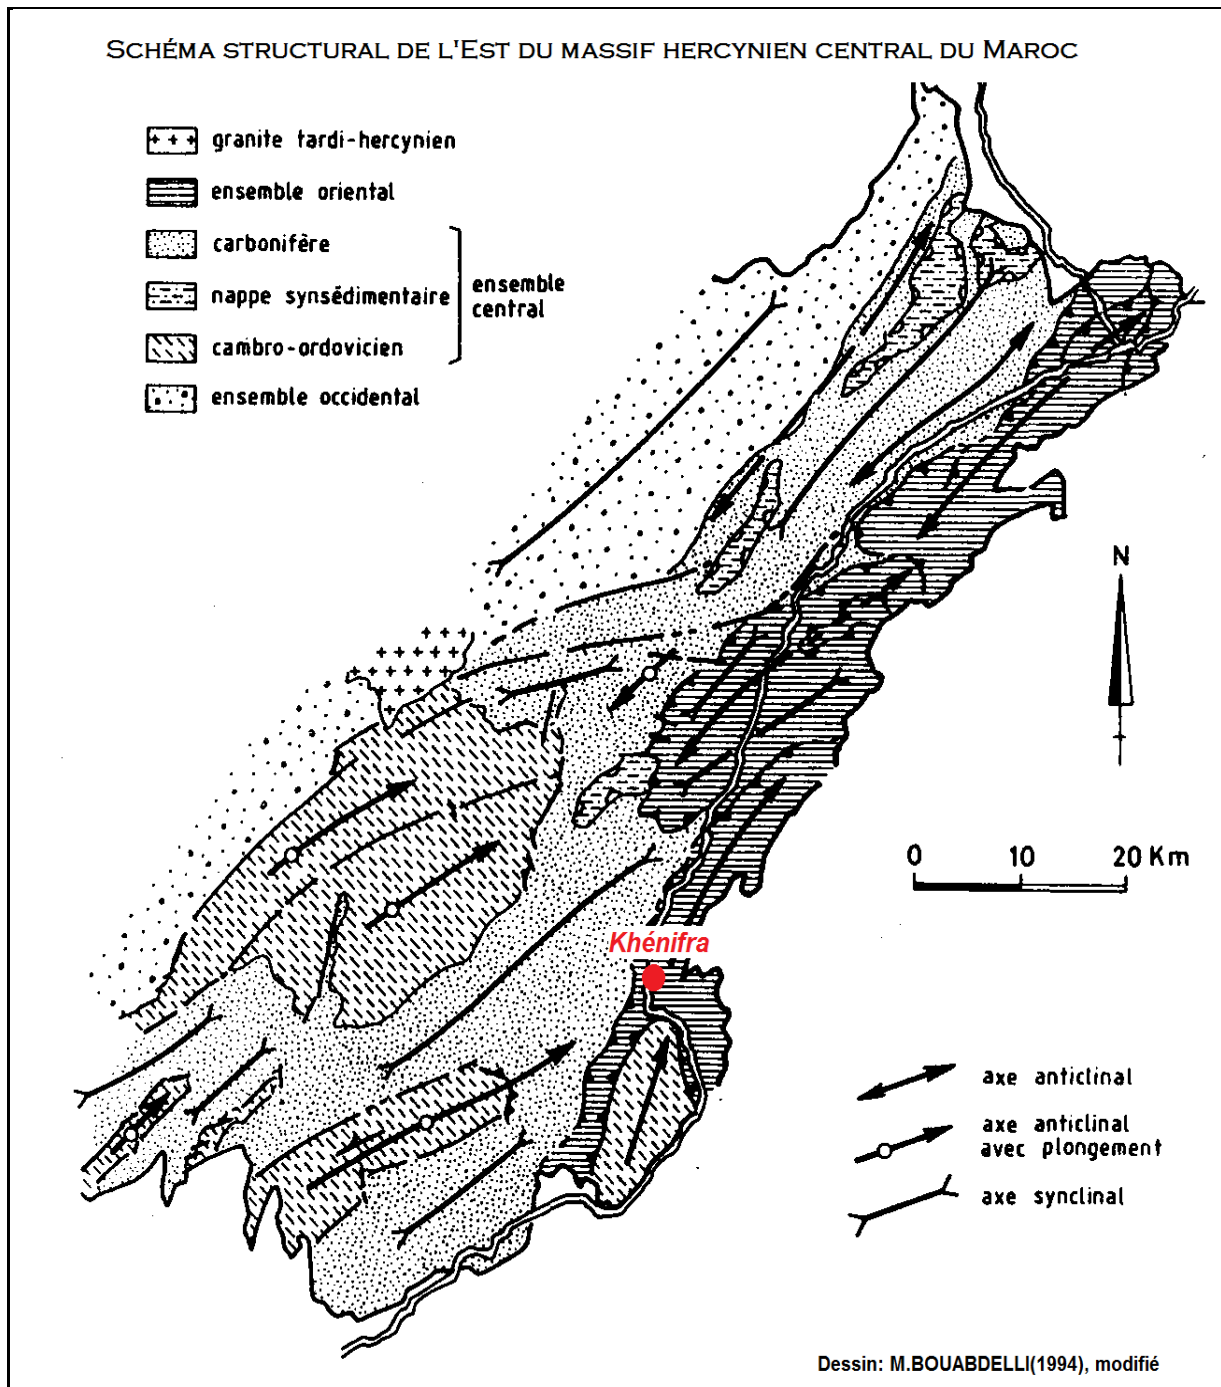 Schéma structural de l'Est du massif hercynien central du Maroc
granite tardi-hercynien
ensemble oriental
carbonifère
nappe synsédimentaire
ensemble
central
cambro-ordovicien
ensemble occidental
N
0 10 20 Km
Khénifra
axe anticlinal
axe anticlinal
avec plongement
axe synclinal
Dessin: M.BOUABDELLI(1994), modifié